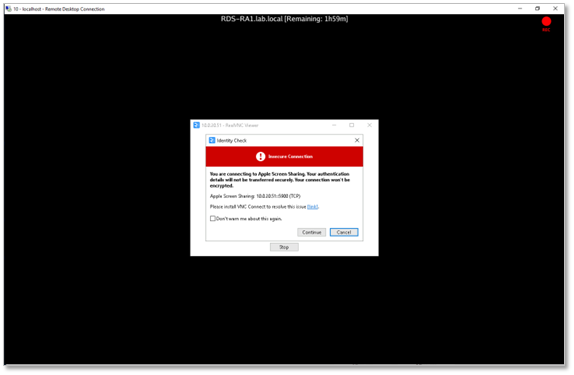 10 - localhost - Remote Desktop Connection
RDS-RA1.lab.local [Remaining: 1h59m]
REC
10.0.20.51 - RealVNC Viewer
Identity Check
Insecure Connection
You are connecting to Apple Screen Sharing. Your authentication
details will not be transferred securely. Your connection won't be
encrypted.
Apple Screen Sharing: 10.0.20.51::5900 (TCP)
Please install VNC Connect to resolve this issue (link).
Don't warn me about this again.
Continue
Cancel
Stop